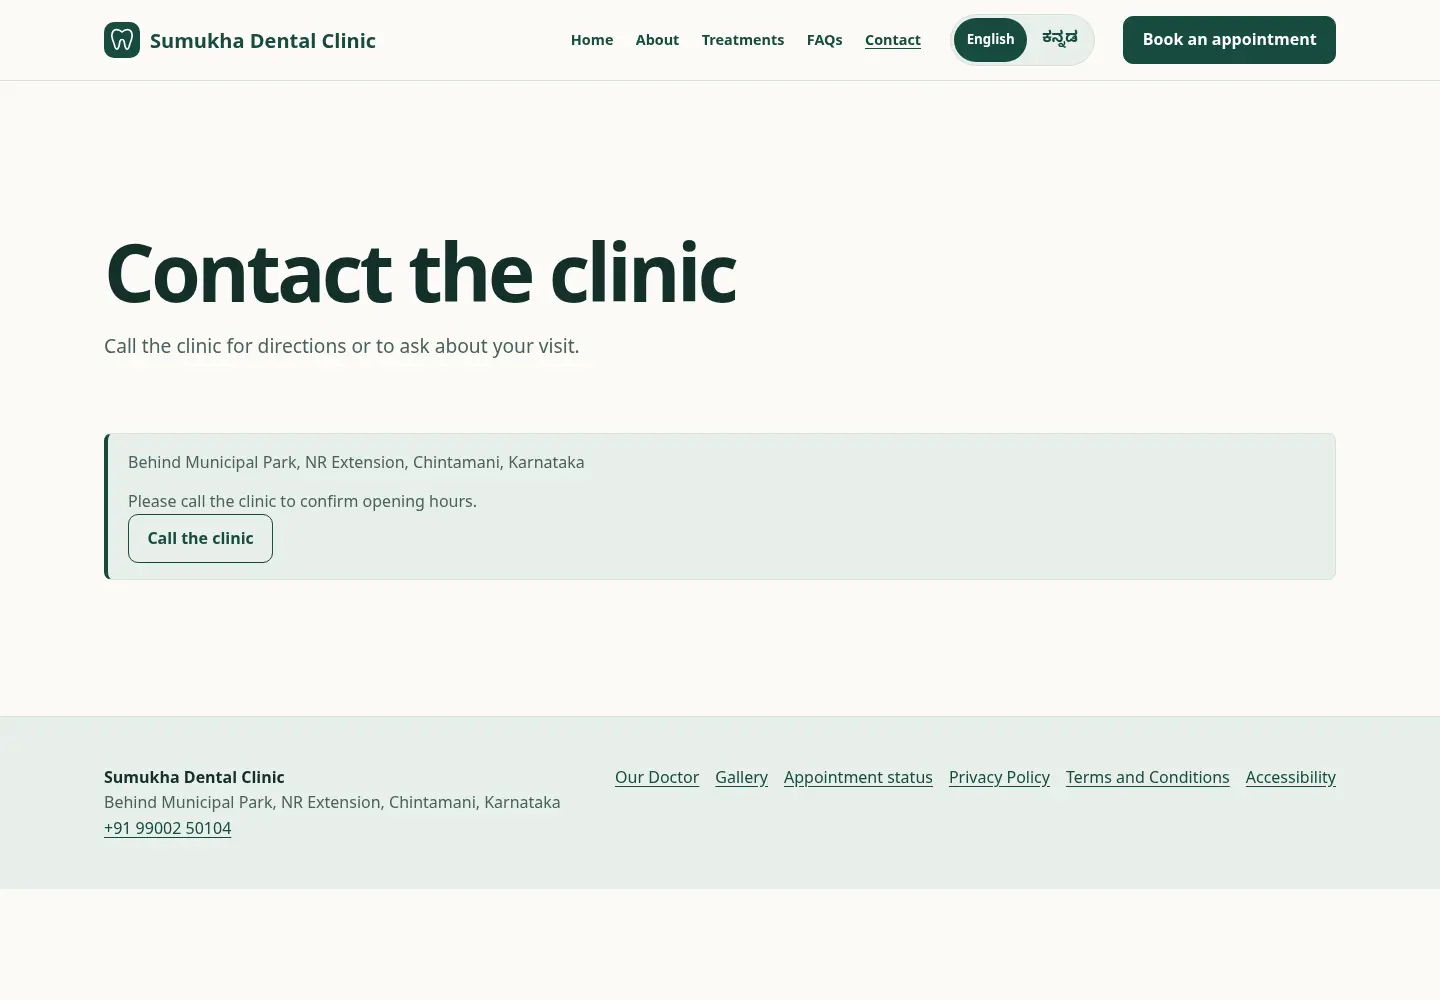 Sumukha Dental Clinic
Home
About
Treatments
FAQs
Contact
English
ಕನ್ನಡ
Book an appointment
Contact the clinic
Call the clinic for directions or to ask about your visit.
Behind Municipal Park, NR Extension, Chintamani, Karnataka
Please call the clinic to confirm opening hours.
Call the clinic
Sumukha Dental Clinic
Behind Municipal Park, NR Extension, Chintamani, Karnataka
+91 99002 50104
Our Doctor
Gallery
Appointment status
Privacy Policy
Terms and Conditions
Accessibility